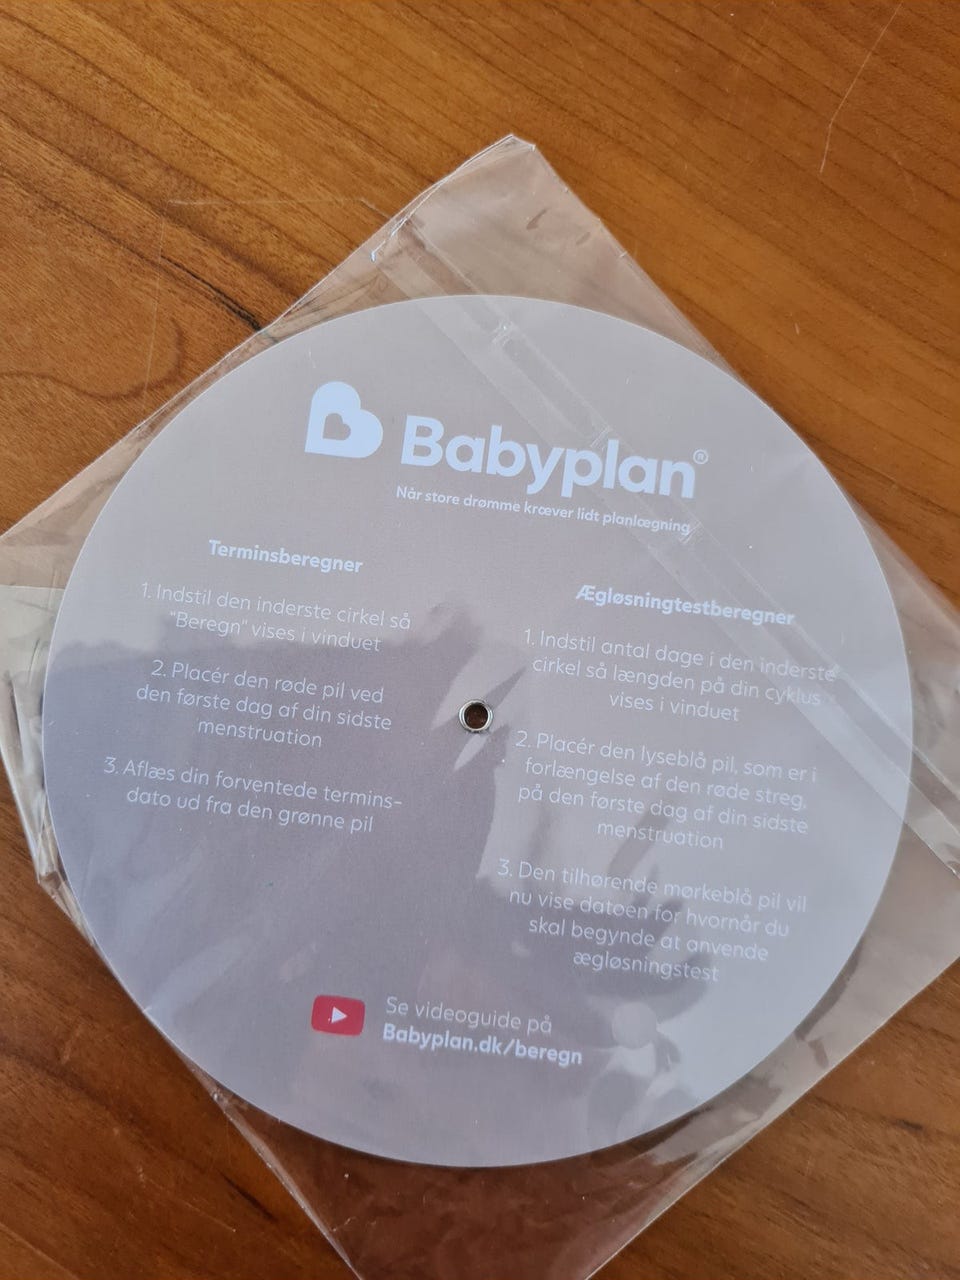 Babyplan®
Når store drømme kræver lidt planlægning
Terminsberegner
1. Indstil den inderste cirkel så
"Beregn" vises i vinduet
2. Placér den røde pil ved
den første dag af din sidste
menstruation
3. Aflæs din forventede termins-
dato ud fra den grønne pil
Ægløsningtestberegner
1. Indstil antal dage i den inderste
cirkel så længden på din cyklus
vises i vinduet
2. Placér den lyseblå pil, som er i
forlængelse af den røde streg,
på den første dag af din sidste
menstruation
3. Den tilhørende mørkeblå pil vil
nu vise datoen for hvornår du
skal begynde at anvende
ægløsningstest
Se videoguide på
Babyplan.dk/beregn